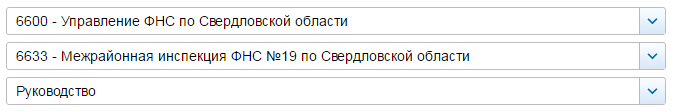 6600 - Управление ФНС по Свердловской области
6633 - Межрайонная инспекция ФНС №19 по Свердловской области
Руководство